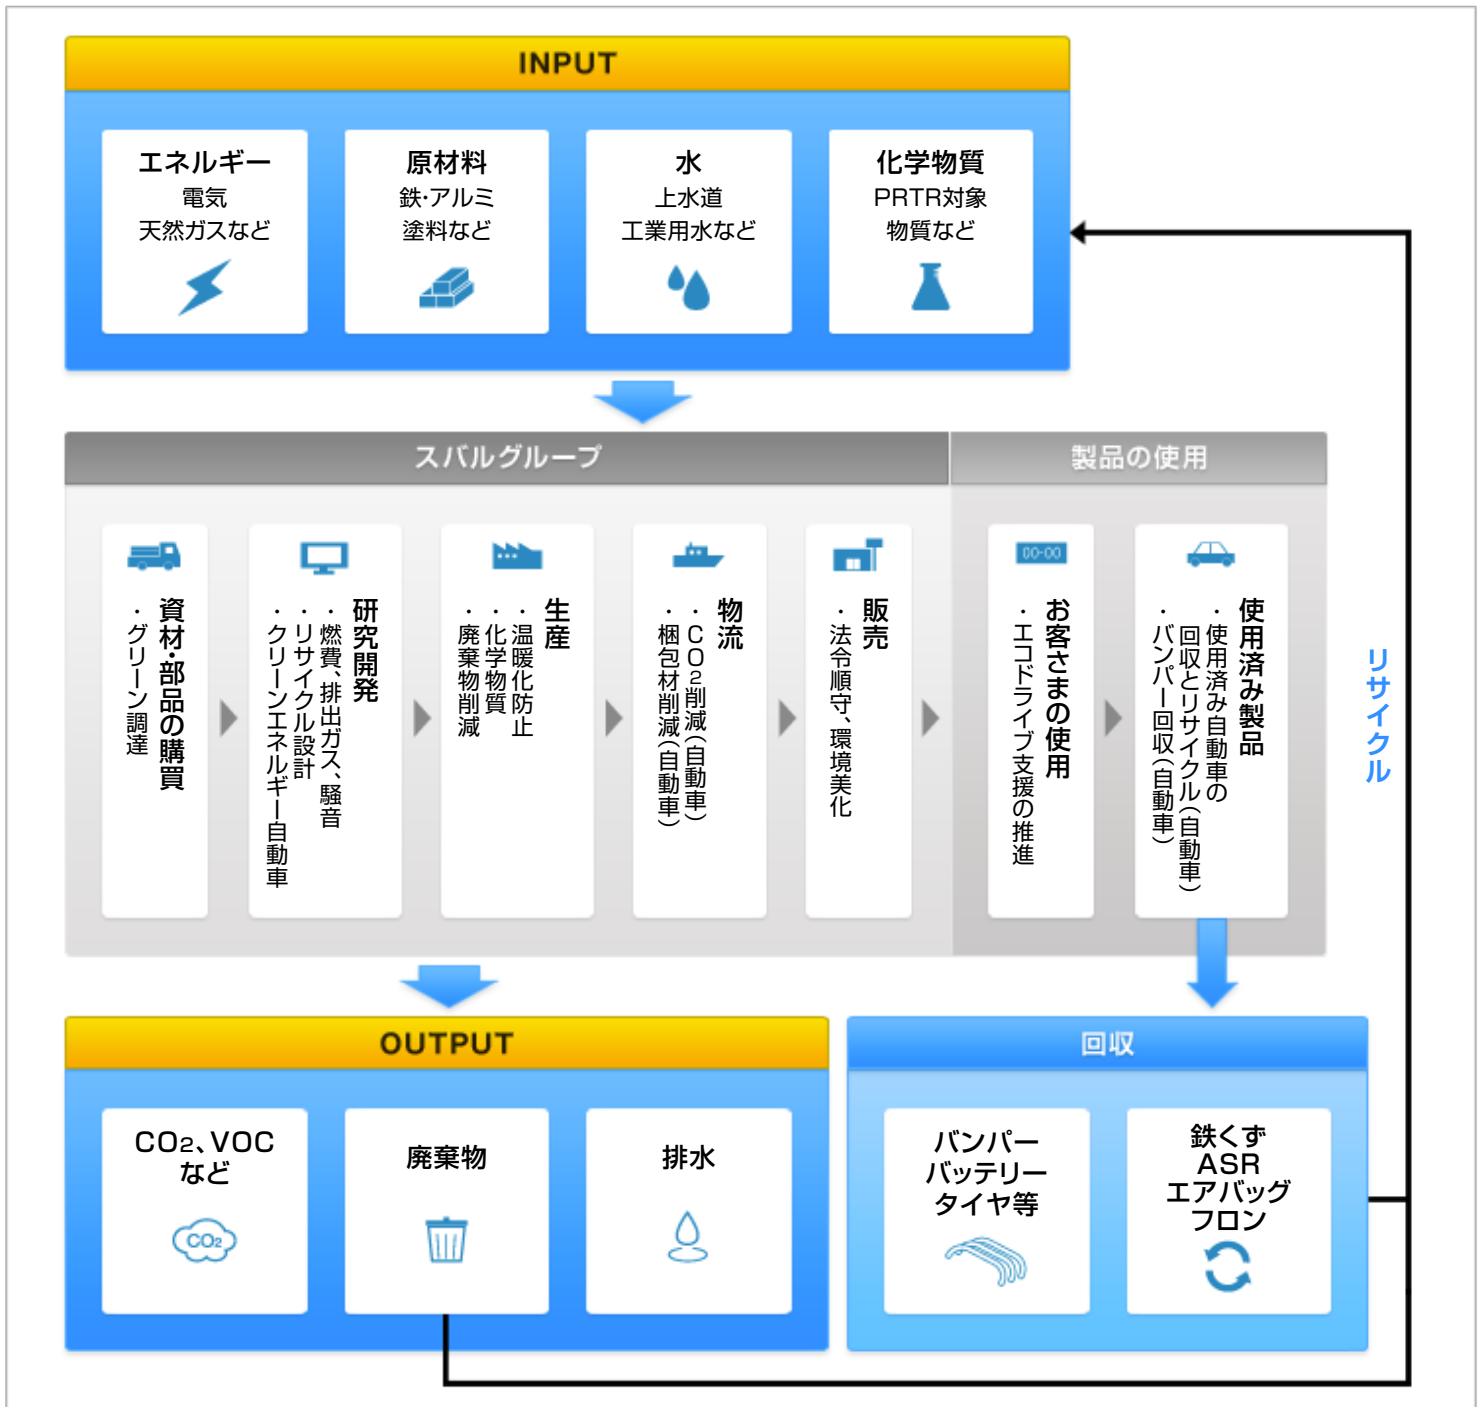 INPUT
エネルギー
電気
天然ガスなど
原材料
鉄・アルミ
塗料など
水
上水道
工業用水など
化学物質
PRTR対象
物質など
スバルグループ
製品の使用
資材・部品の購買
・グリーン調達
研究開発
・燃費、排出ガス、騒音
・リサイクル設計
・クリーンエネルギー自動車
生産
・温暖化防止
・化学物質
・廃棄物削減
物流
・CO2削減(自動車)
・梱包材削減(自動車)
販売
・法令順守、環境美化
00-00
お客さまの使用
・エコドライブ支援の推進
使用済み製品
・使用済み自動車の
回収とリサイクル(自動車)
・バンパー回収(自動車)
リサイクル
OUTPUT
CO2、VOC
など
CO2
廃棄物
排水
回収
バンパー
バッテリー
タイヤ等
鉄くず
ASR
エアバッグ
フロン